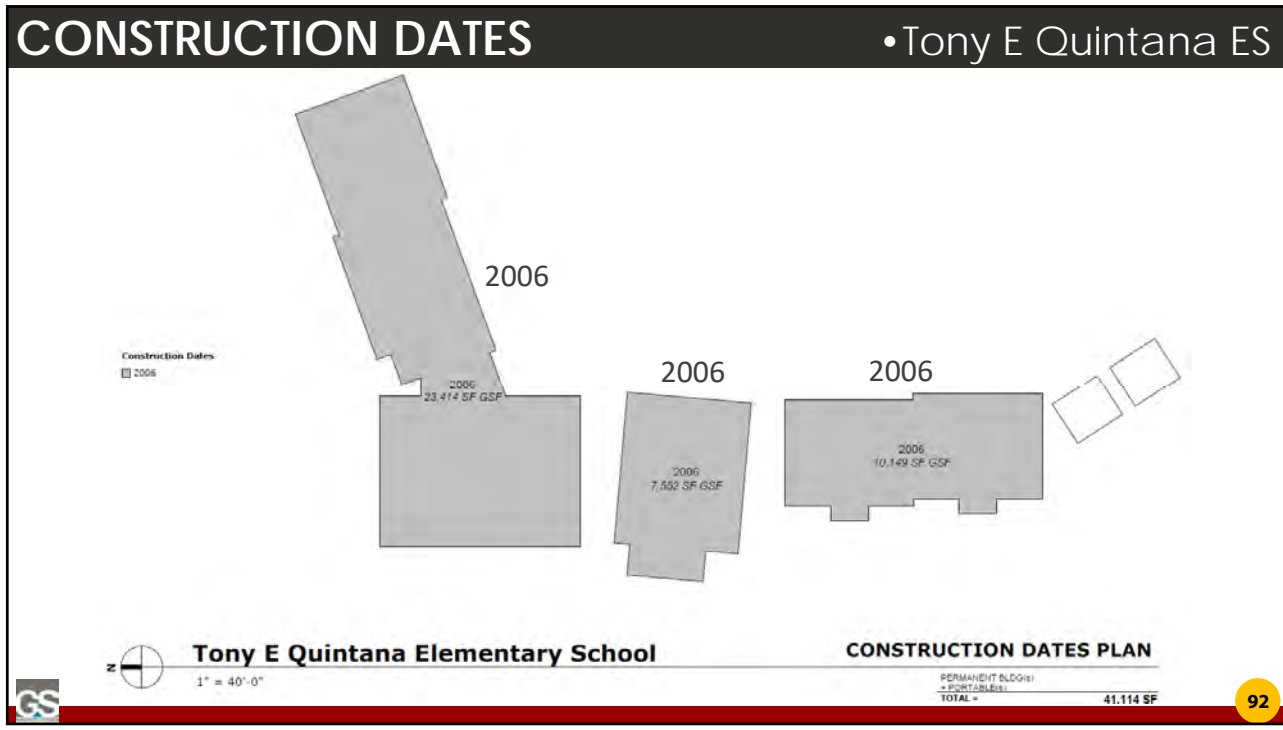 CONSTRUCTION DATES
•Tony E Quintana ES
2006
Construction Dates
2006
2006
2006
2006
23,414 SF GSF
2006
7,552 SF GSF
2006
10,149 SF GSF
N
Tony E Quintana Elementary School
1" = 40'-0"
CONSTRUCTION DATES PLAN
PERMANENT BLDG(s)
+ PORTABLE(s)
TOTAL =
41.114 SF
GS
92